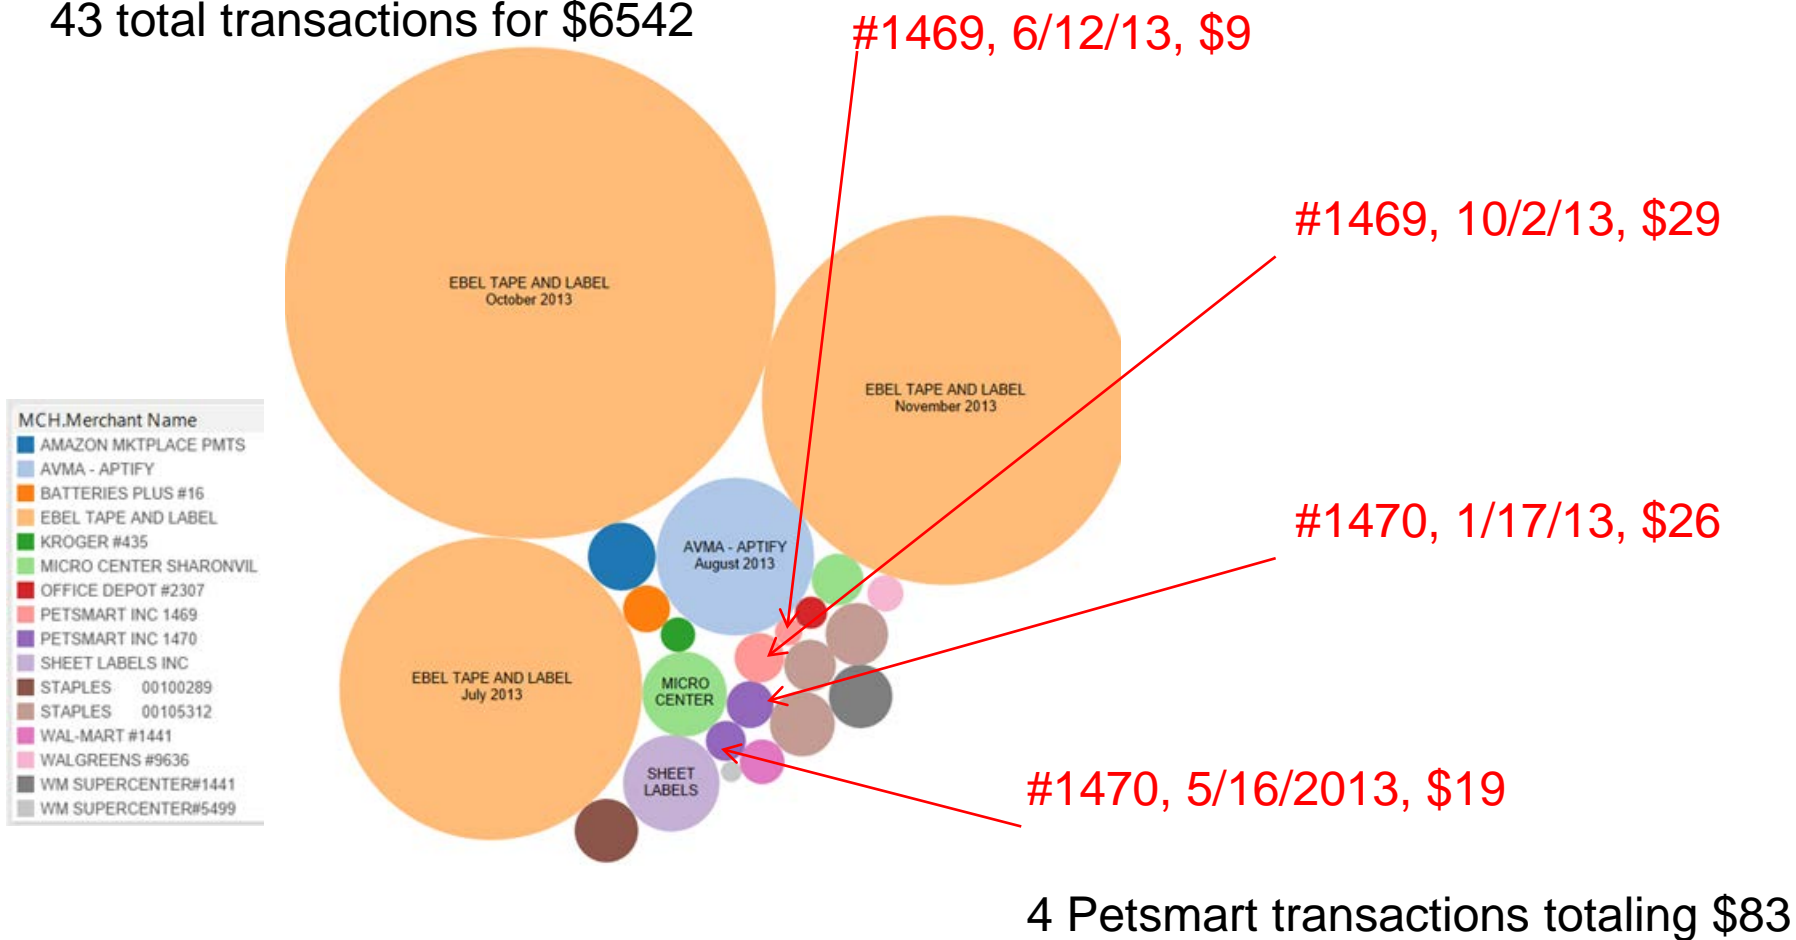 43 total transactions for $6542
#1469, 6/12/13, $9
#1469, 10/2/13, $29
EBEL TAPE AND LABEL
October 2013
EBEL TAPE AND LABEL
November 2013
MCH.Merchant Name
AMAZON MKTPLACE PMTS
AVMA - APTIFY
BATTERIES PLUS #16
EBEL TAPE AND LABEL
KROGER #435
MICRO CENTER SHARONVIL
OFFICE DEPOT #2307
PETSMART INC 1469
PETSMART INC 1470
SHEET LABELS INC
STAPLES 00100289
STAPLES 00105312
WAL-MART #1441
WALGREENS #9636
WM SUPERCENTER#1441
WM SUPERCENTER#5499
#1470, 1/17/13, $26
AVMA - APTIFY
August 2013
EBEL TAPE AND LABEL
July 2013
MICRO
CENTER
SHEET
LABELS
#1470, 5/16/2013, $19
4 Petsmart transactions totaling $83